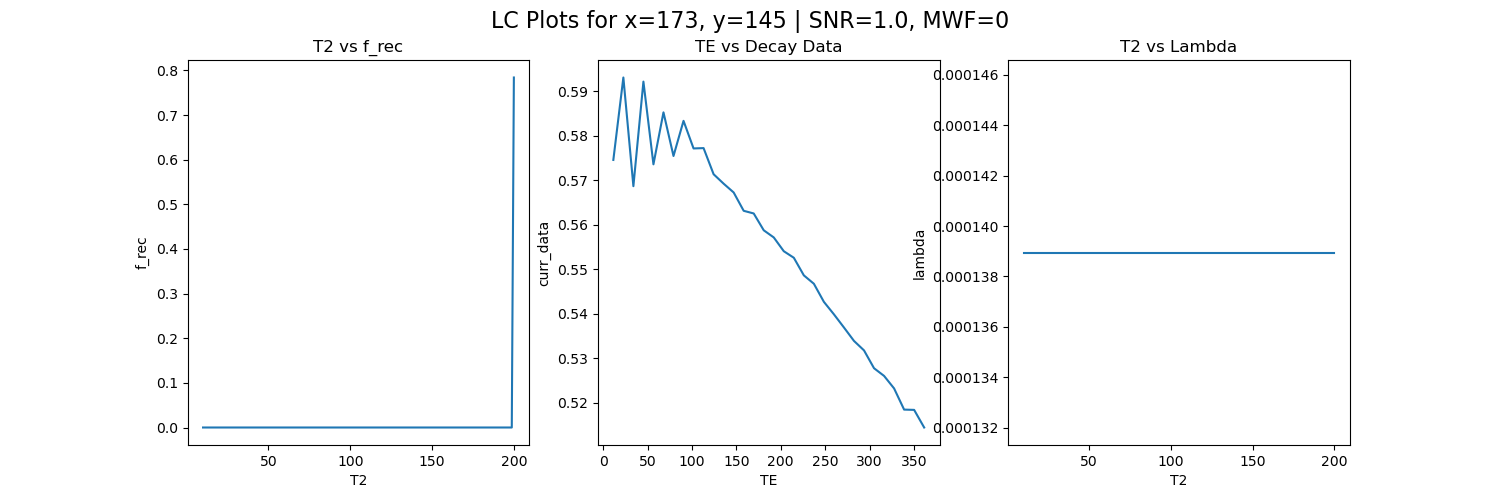 LC Plots for x=173, y=145 | SNR=1.0, MWF=0
T2 vs f_rec
0.8
0.7
0.6
0.5
0.4
0.3
0.2
0.1
0.0
f_rec
50 100 150 200
T2
TE vs Decay Data
0.59
0.58
0.57
0.56
0.55
0.54
0.53
0.52
curr_data
0 50 100 150 200 250 300 350
TE
T2 vs Lambda
0.000146
0.000144
0.000142
0.000140
0.000138
0.000136
0.000134
0.000132
lambda
50 100 150 200
T2